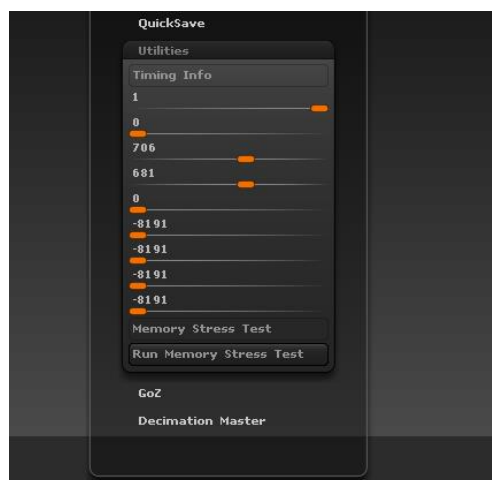 QuickSave
Utilities
Timing Info
1
0
706
681
0
-8191
-8191
-8191
-8191
Memory Stress Test
Run Memory Stress Test
GoZ
Decimation Master